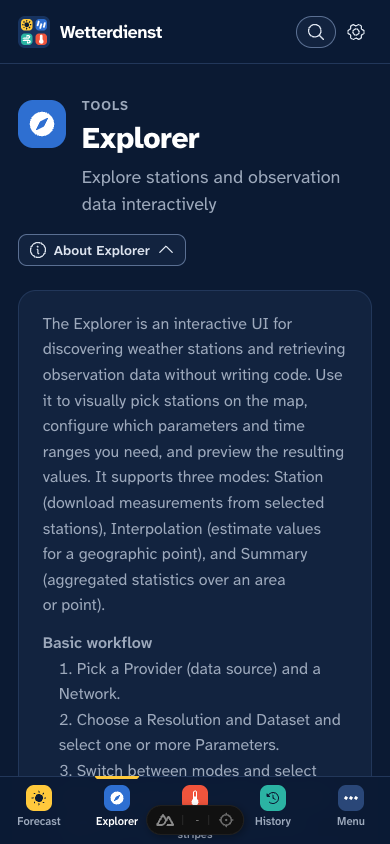 Wetterdienst
TOOLS
Explorer
Explore stations and observation
data interactively
About Explorer
The Explorer is an interactive UI for
discovering weather stations and retrieving
observation data without writing code. Use
it to visually pick stations on the map,
configure which parameters and time
ranges you need, and preview the resulting
values. It supports three modes: Station
(download measurements from selected
stations), Interpolation (estimate values
for a geographic point), and Summary
(aggregated statistics over an area
or point).
Basic workflow
1. Pick a Provider (data source) and a
Network.
2. Choose a Resolution and Dataset and
select one or more Parameters.
3. Switch between modes and select
Forecast
Explorer
stripes
History
Menu